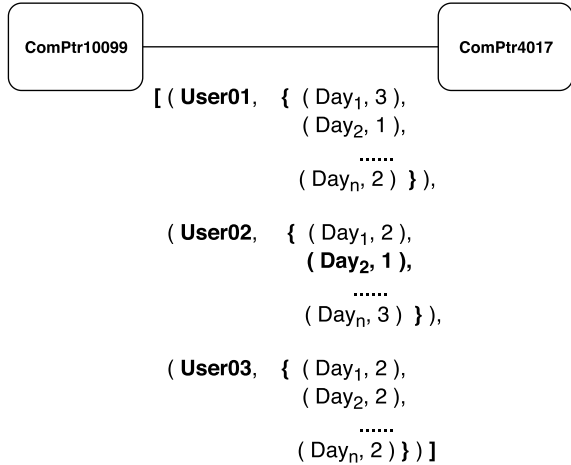 ComPtr10099 ComPtr4017
[ ( User01, { ( Day₁, 3 ),
( Day₂, 1 ),
......
( Dayₙ, 2 ) } ),
( User02, { ( Day₁, 2 ),
( Day₂, 1 ),
......
( Dayₙ, 3 ) } ),
( User03, { ( Day₁, 2 ),
( Day₂, 2 ),
......
( Dayₙ, 2 ) } ) ]